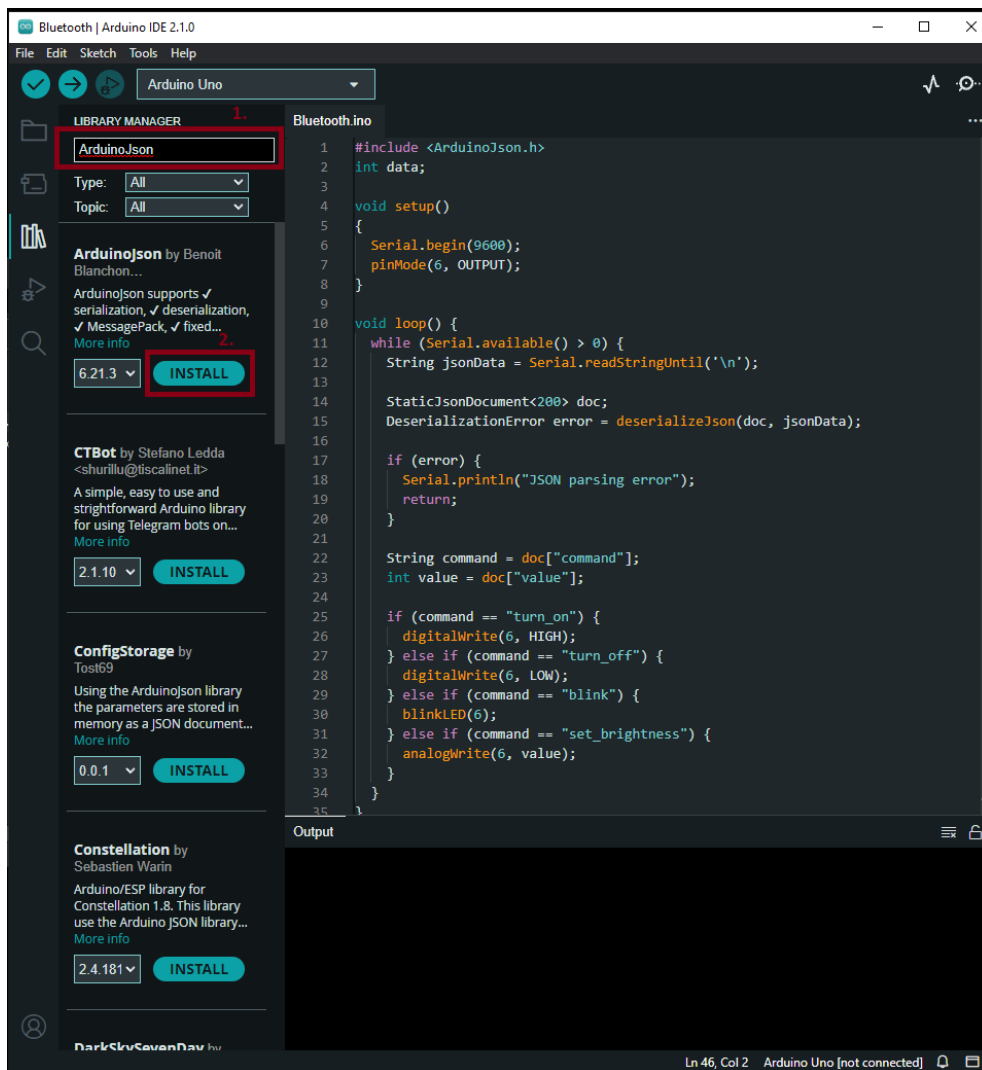 Bluetooth | Arduino IDE 2.1.0
File Edit Sketch Tools Help
Arduino Uno
LIBRARY MANAGER
1.
ArduinoJson
Type: All
Topic: All
ArduinoJson by Benoit
Blanchon...
ArduinoJson supports ✓
serialization, ✓ deserialization,
✓ MessagePack, ✓ fixed...
More info
2.
6.21.3 INSTALL
CTBot by Stefano Ledda
<shurillu@tiscalinet.it>
A simple, easy to use and
strightforward Arduino library
for using Telegram bots on...
More info
2.1.10 INSTALL
ConfigStorage by
Tost69
Using the ArduinoJson library
the parameters are stored in
memory as a JSON document...
More info
0.0.1 INSTALL
Constellation by
Sebastien Warin
Arduino/ESP library for
Constellation 1.8. This library
use the Arduino JSON library...
More info
2.4.181 INSTALL
DarkSkySevenDay by
Bluetooth.ino
...
1 #include <ArduinoJson.h>
2 int data;
3
4 void setup()
5 {
6 Serial.begin(9600);
7 pinMode(6, OUTPUT);
8 }
9
10 void loop() {
11 while (Serial.available() > 0) {
12 String jsonData = Serial.readStringUntil('\n');
13
14 StaticJsonDocument<200> doc;
15 DeserializationError error = deserializeJson(doc, jsonData);
16
17 if (error) {
18 Serial.println("JSON parsing error");
19 return;
20 }
21
22 String command = doc["command"];
23 int value = doc["value"];
24
25 if (command == "turn_on") {
26 digitalWrite(6, HIGH);
27 } else if (command == "turn_off") {
28 digitalWrite(6, LOW);
29 } else if (command == "blink") {
30 blinkLED(6);
31 } else if (command == "set_brightness") {
32 analogWrite(6, value);
33 }
34 }
35 }
Output
Ln 46, Col 2 Arduino Uno [not connected]